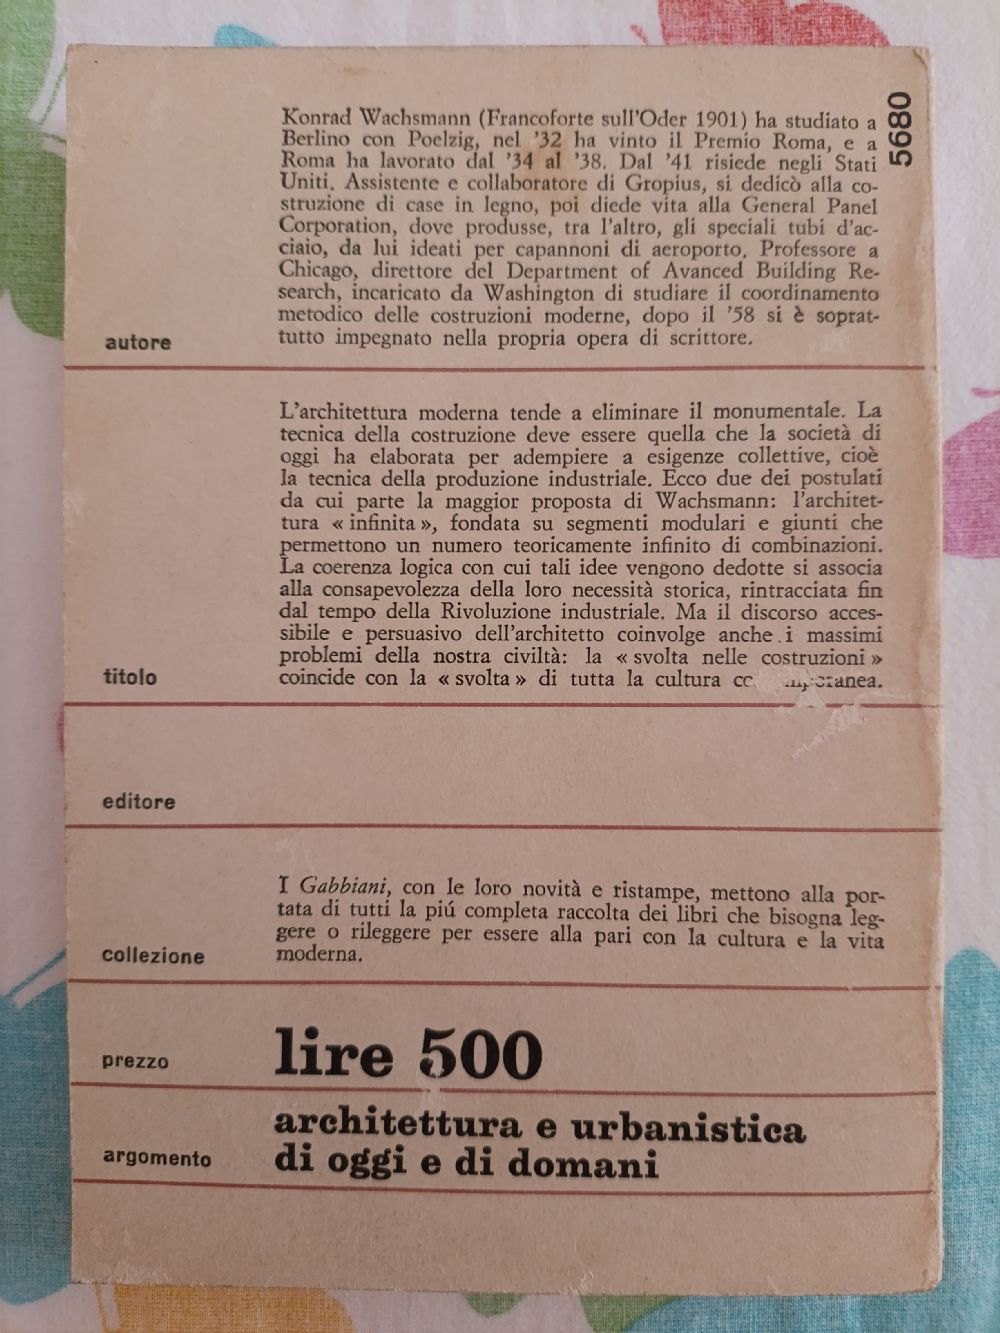 5680
Konrad Wachsmann (Francoforte sull'Oder 1901) ha studiato a
Berlino con Poelzig, nel '32 ha vinto il Premio Roma, e a
Roma ha lavorato dal '34 al '38. Dal '41 risiede negli Stati
Uniti. Assistente e collaboratore di Gropius, si dedicò alla co-
struzione di case in legno, poi diede vita alla General Panel
Corporation, dove produsse, tra l'altro, gli speciali tubi d'ac-
ciaio, da lui ideati per capannoni di aeroporto. Professore a
Chicago, direttore del Department of Avanced Building Re-
search, incaricato da Washington di studiare il coordinamento
metodico delle costruzioni moderne, dopo il '58 si è soprat-
tutto impegnato nella propria opera di scrittore.
autore
L'architettura moderna tende a eliminare il monumentale. La
tecnica della costruzione deve essere quella che la società di
oggi ha elaborata per adempiere a esigenze collettive, cioè
la tecnica della produzione industriale. Ecco due dei postulati
da cui parte la maggior proposta di Wachsmann: l'architet-
tura « infinita », fondata su segmenti modulari e giunti che
permettono un numero teoricamente infinito di combinazioni.
La coerenza logica con cui tali idee vengono dedotte si associa
alla consapevolezza della loro necessità storica, rintracciata fin
dal tempo della Rivoluzione industriale. Ma il discorso acces-
sibile e persuasivo dell'architetto coinvolge anche i massimi
problemi della nostra civiltà: la « svolta nelle costruzioni »
coincide con la « svolta » di tutta la cultura
titolo
editore
I Gabbiani, con le loro novità e ristampe, mettono alla por-
tata di tutti la piú completa raccolta dei libri che bisogna leg-
gere o rileggere per essere alla pari con la cultura e la vita
moderna.
collezione
prezzo lire 500
architettura e urbanistica
argomento di oggi e di domani